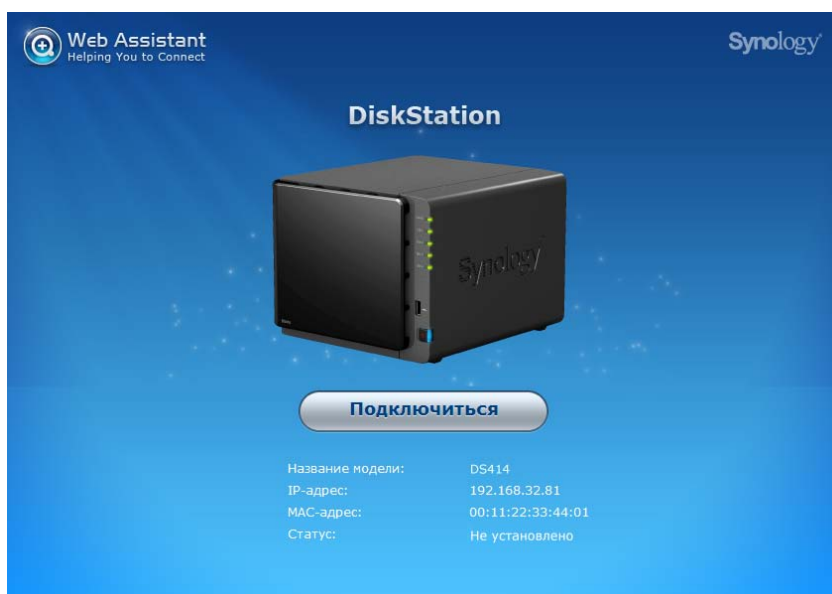 Web Assistant
Helping You to Connect
Synology
DiskStation
Synology
Подключиться
Название модели: DS414
IP-адрес: 192.168.32.81
MAC-адрес: 00:11:22:33:44:01
Статус: Не установлено